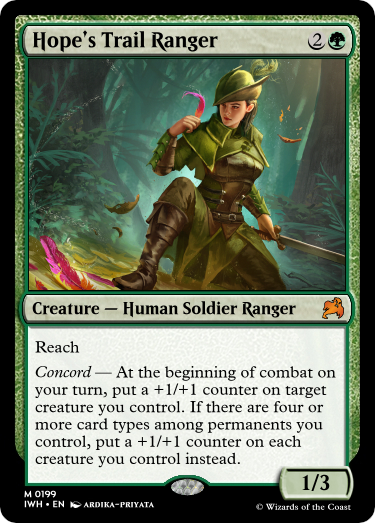 Hope's Trail Ranger 2
Creature — Human Soldier Ranger
Reach
Concord — At the beginning of combat on
your turn, put a +1/+1 counter on target
creature you control. If there are four or
more card types among permanents you
control, put a +1/+1 counter on each
creature you control instead.
1/3
M 0199
IWH • EN ARDIKA-PRIYATA
© Wizards of the Coast